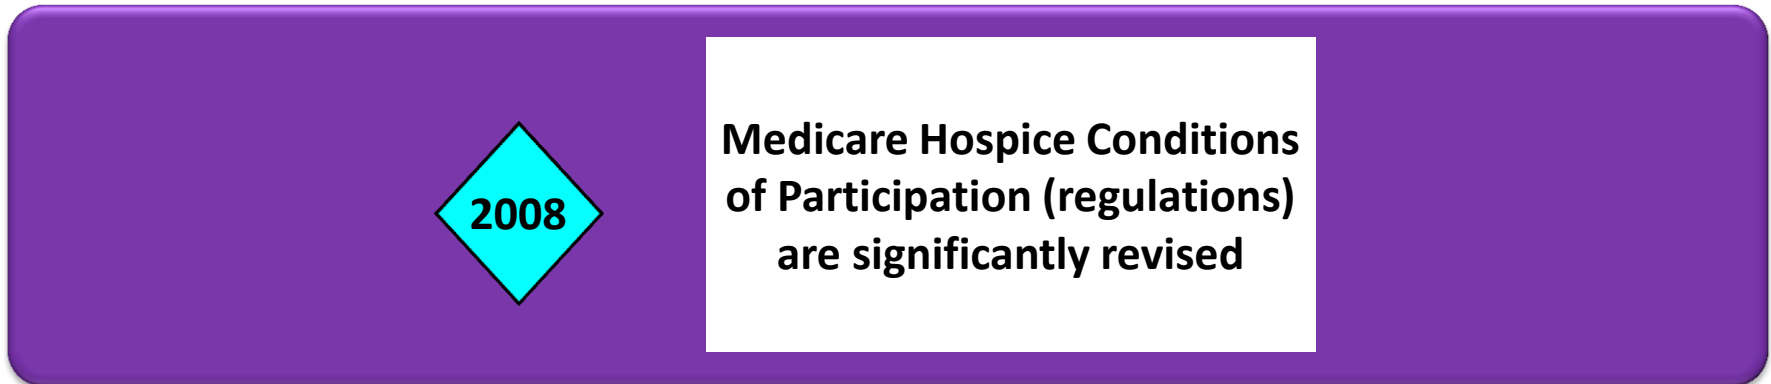 2008
Medicare Hospice Conditions
of Participation (regulations)
are significantly revised